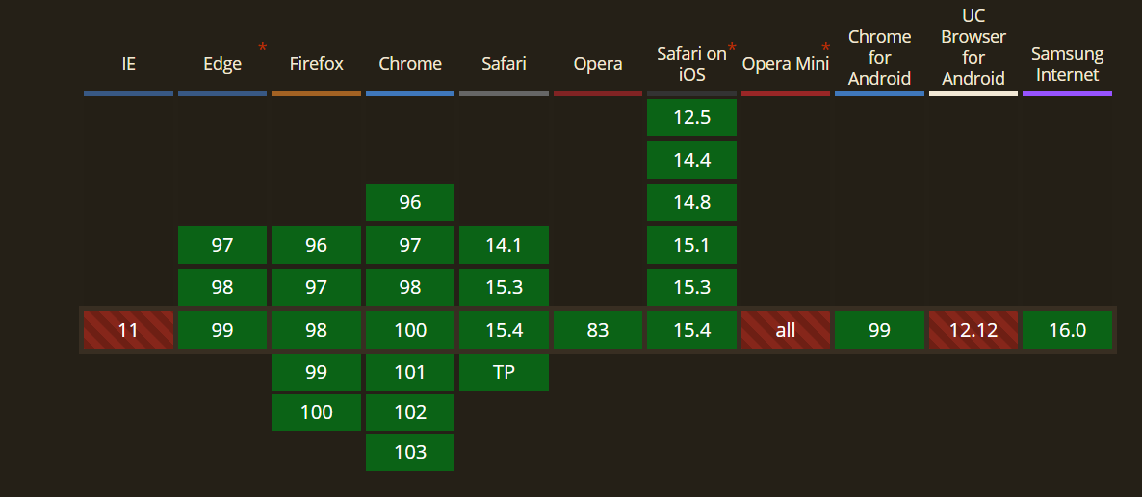 IE Edge * Firefox Chrome Safari Opera Safari on iOS * Opera Mini * Chrome for Android UC Browser for Android Samsung Internet
12.5
14.4
96 14.8
97 96 97 14.1 15.1
98 97 98 15.3 15.3
11 99 98 100 15.4 83 15.4 all 99 12.12 16.0
99 101 TP
100 102
103